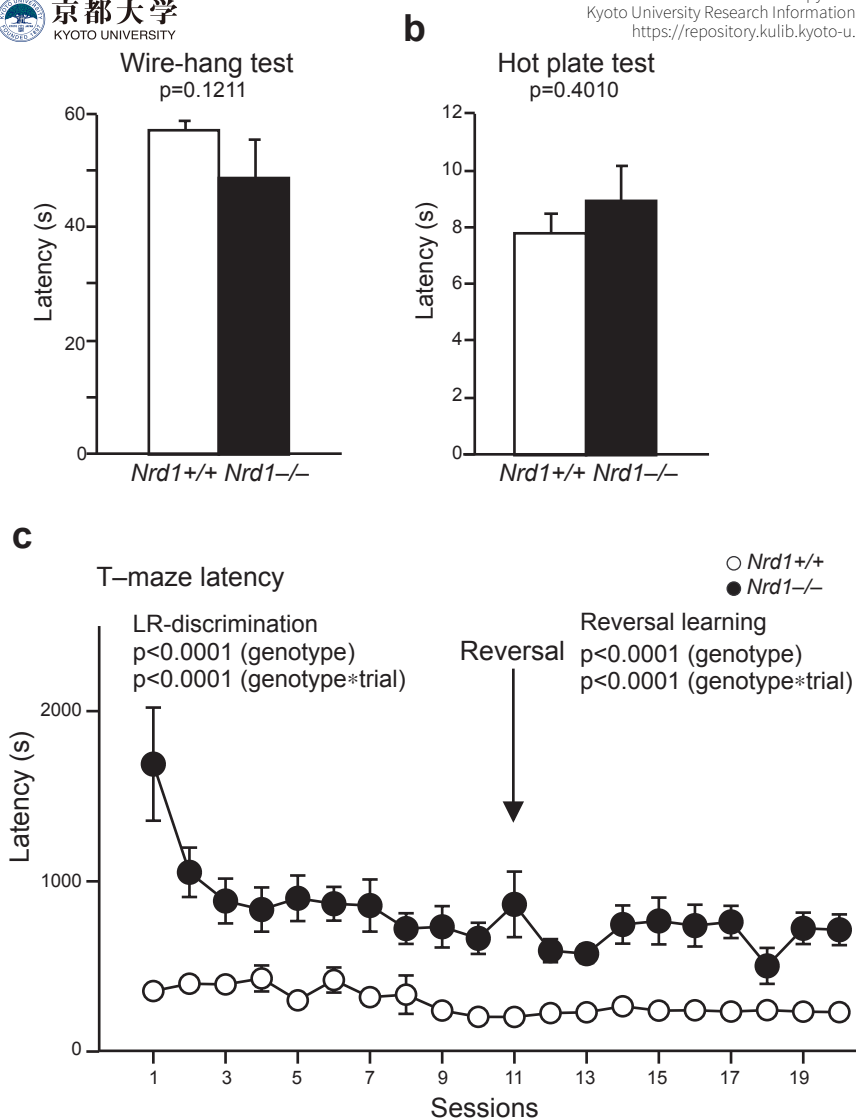 京都大学
KYOTO UNIVERSITY
Kyoto University Research Information
https://repository.kulib.kyoto-u.
b
Wire-hang test
p=0.1211
Latency (s)
60
40
20
0
Nrd1+/+ Nrd1–/–
Hot plate test
p=0.4010
Latency (s)
12
10
8
6
4
2
0
Nrd1+/+ Nrd1–/–
c
T–maze latency
Nrd1+/+
Nrd1–/–
LR-discrimination
p<0.0001 (genotype)
p<0.0001 (genotype*trial)
Reversal
Reversal learning
p<0.0001 (genotype)
p<0.0001 (genotype*trial)
Latency (s)
2000
1000
0
1 3 5 7 9 11 13 15 17 19
Sessions